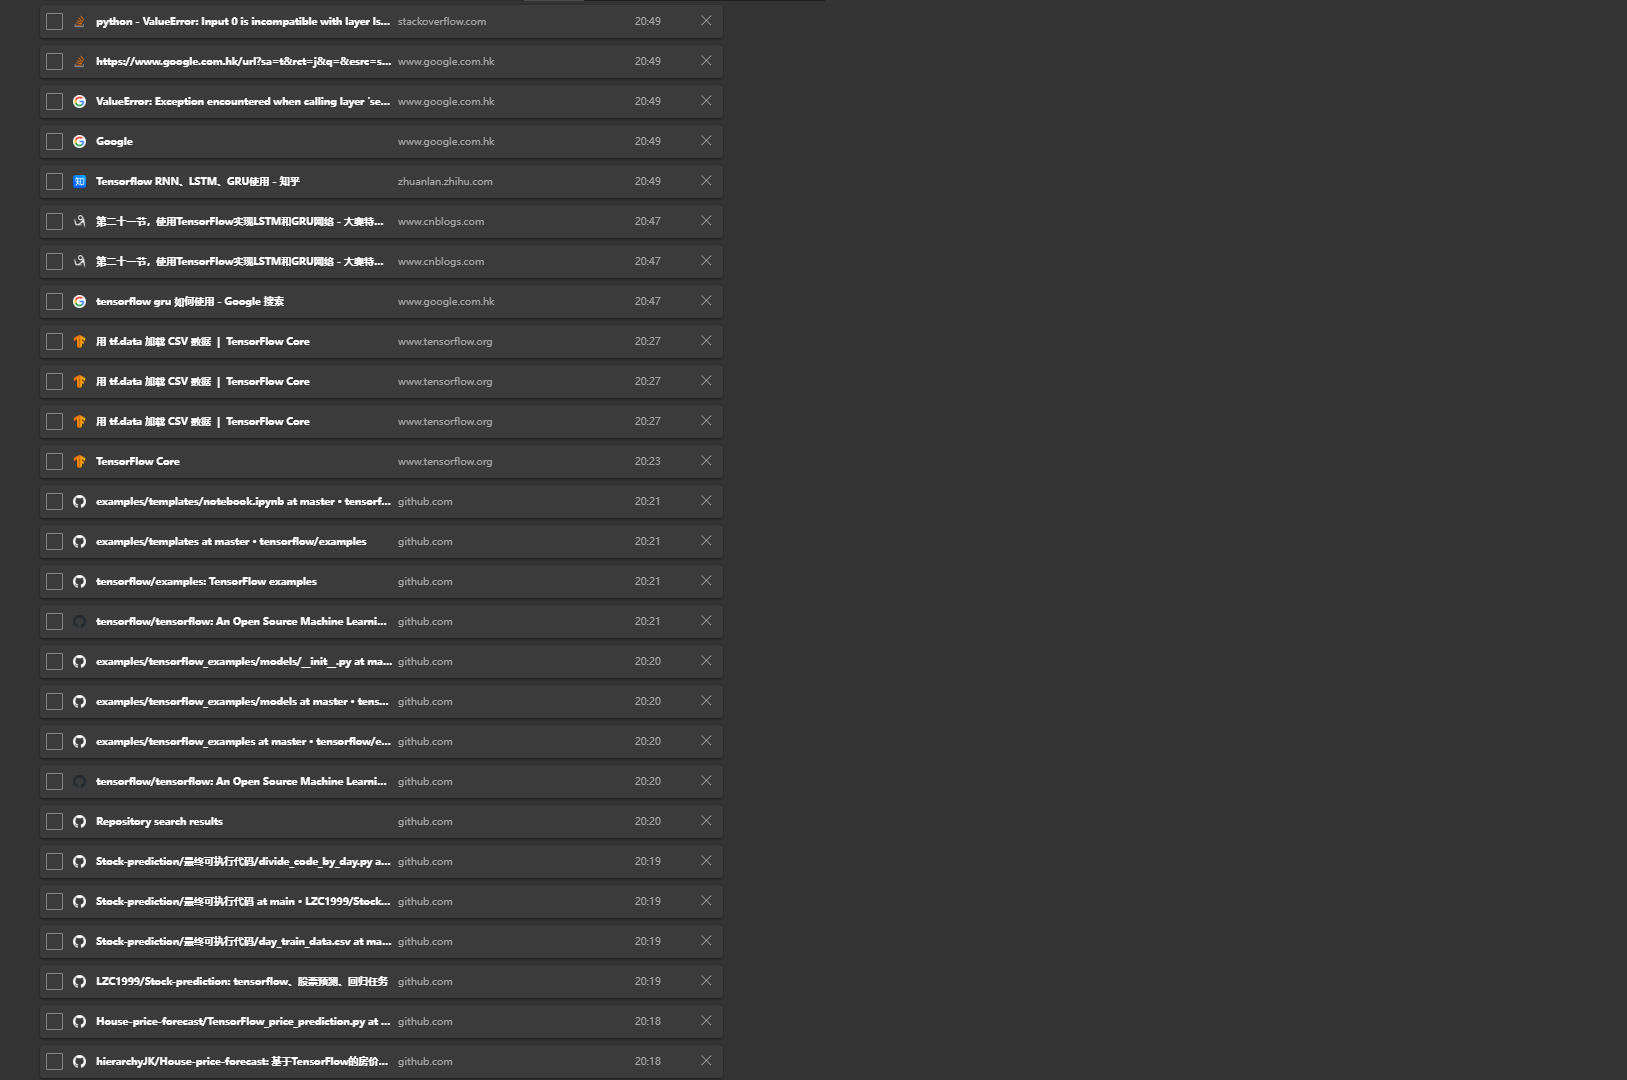 python - ValueError: Input 0 is incompatible with layer ls... stackoverflow.com 20:49
https://www.google.com.hk/url?sa=t&rct=j&q=&esrc=s... www.google.com.hk 20:49
ValueError: Exception encountered when calling layer 'se... www.google.com.hk 20:49
Google www.google.com.hk 20:49
知 Tensorflow RNN、LSTM、GRU使用 - 知乎 zhuanlan.zhihu.com 20:49
第二十一节，使用TensorFlow实现LSTM和GRU网络 - 大奥特... www.cnblogs.com 20:47
第二十一节，使用TensorFlow实现LSTM和GRU网络 - 大奥特... www.cnblogs.com 20:47
tensorflow gru 如何使用 - Google 搜索 www.google.com.hk 20:47
用 tf.data 加载 CSV 数据 | TensorFlow Core www.tensorflow.org 20:27
用 tf.data 加载 CSV 数据 | TensorFlow Core www.tensorflow.org 20:27
用 tf.data 加载 CSV 数据 | TensorFlow Core www.tensorflow.org 20:27
TensorFlow Core www.tensorflow.org 20:23
examples/templates/notebook.ipynb at master • tensorf... github.com 20:21
examples/templates at master • tensorflow/examples github.com 20:21
tensorflow/examples: TensorFlow examples github.com 20:21
tensorflow/tensorflow: An Open Source Machine Learni... github.com 20:21
examples/tensorflow_examples/models/__init__.py at ma... github.com 20:20
examples/tensorflow_examples/models at master • tens... github.com 20:20
examples/tensorflow_examples at master • tensorflow/e... github.com 20:20
tensorflow/tensorflow: An Open Source Machine Learni... github.com 20:20
Repository search results github.com 20:20
Stock-prediction/最终可执行代码/divide_code_by_day.py a... github.com 20:19
Stock-prediction/最终可执行代码 at main • LZC1999/Stock... github.com 20:19
Stock-prediction/最终可执行代码/day_train_data.csv at ma... github.com 20:19
LZC1999/Stock-prediction: tensorflow、股票预测、回归任务 github.com 20:19
House-price-forecast/TensorFlow_price_prediction.py at ... github.com 20:18
hierarchyJK/House-price-forecast: 基于TensorFlow的房价... github.com 20:18